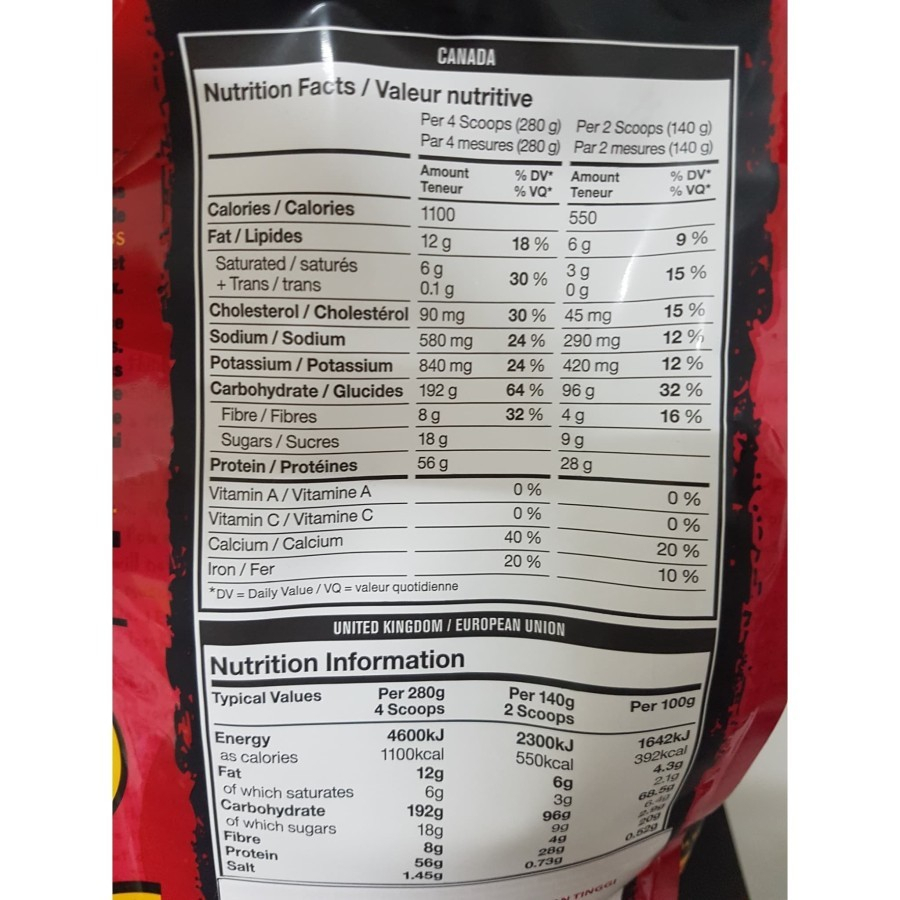 CANADA
Nutrition Facts / Valeur nutritive
Per 4 Scoops (280 g) Per 2 Scoops (140 g)
Par 4 mesures (280 g) Par 2 mesures (140 g)
Amount % DV* Amount % DV*
Teneur % VQ* Teneur % VQ*
Calories / Calories 1100 550
Fat / Lipides 12 g 18 % 6 g 9 %
Saturated / saturés 6 g 30 % 3 g 15 %
+ Trans / trans 0.1 g 0 g
Cholesterol / Cholestérol 90 mg 30 % 45 mg 15 %
Sodium / Sodium 580 mg 24 % 290 mg 12 %
Potassium / Potassium 840 mg 24 % 420 mg 12 %
Carbohydrate / Glucides 192 g 64 % 96 g 32 %
Fibre / Fibres 8 g 32 % 4 g 16 %
Sugars / Sucres 18 g 9 g
Protein / Protéines 56 g 28 g
Vitamin A / Vitamine A 0 % 0 %
Vitamin C / Vitamine C 0 % 0 %
Calcium / Calcium 40 % 20 %
Iron / Fer 20 % 10 %
*DV = Daily Value / VQ = valeur quotidienne
UNITED KINGDOM / EUROPEAN UNION
Nutrition Information
Typical Values Per 280g Per 140g Per 100g
4 Scoops 2 Scoops
Energy 4600kJ 2300kJ 1642kJ
as calories 1100kcal 550kcal 392kcal
Fat 12g 6g 4.3g
of which saturates 6g 3g 2.1g
Carbohydrate 192g 96g 68.5g
of which sugars 18g 9g 6.4g
Fibre 8g 4g
Protein 56g 28g 20g
Salt 1.45g 0.73g 0.52g
TINGGI